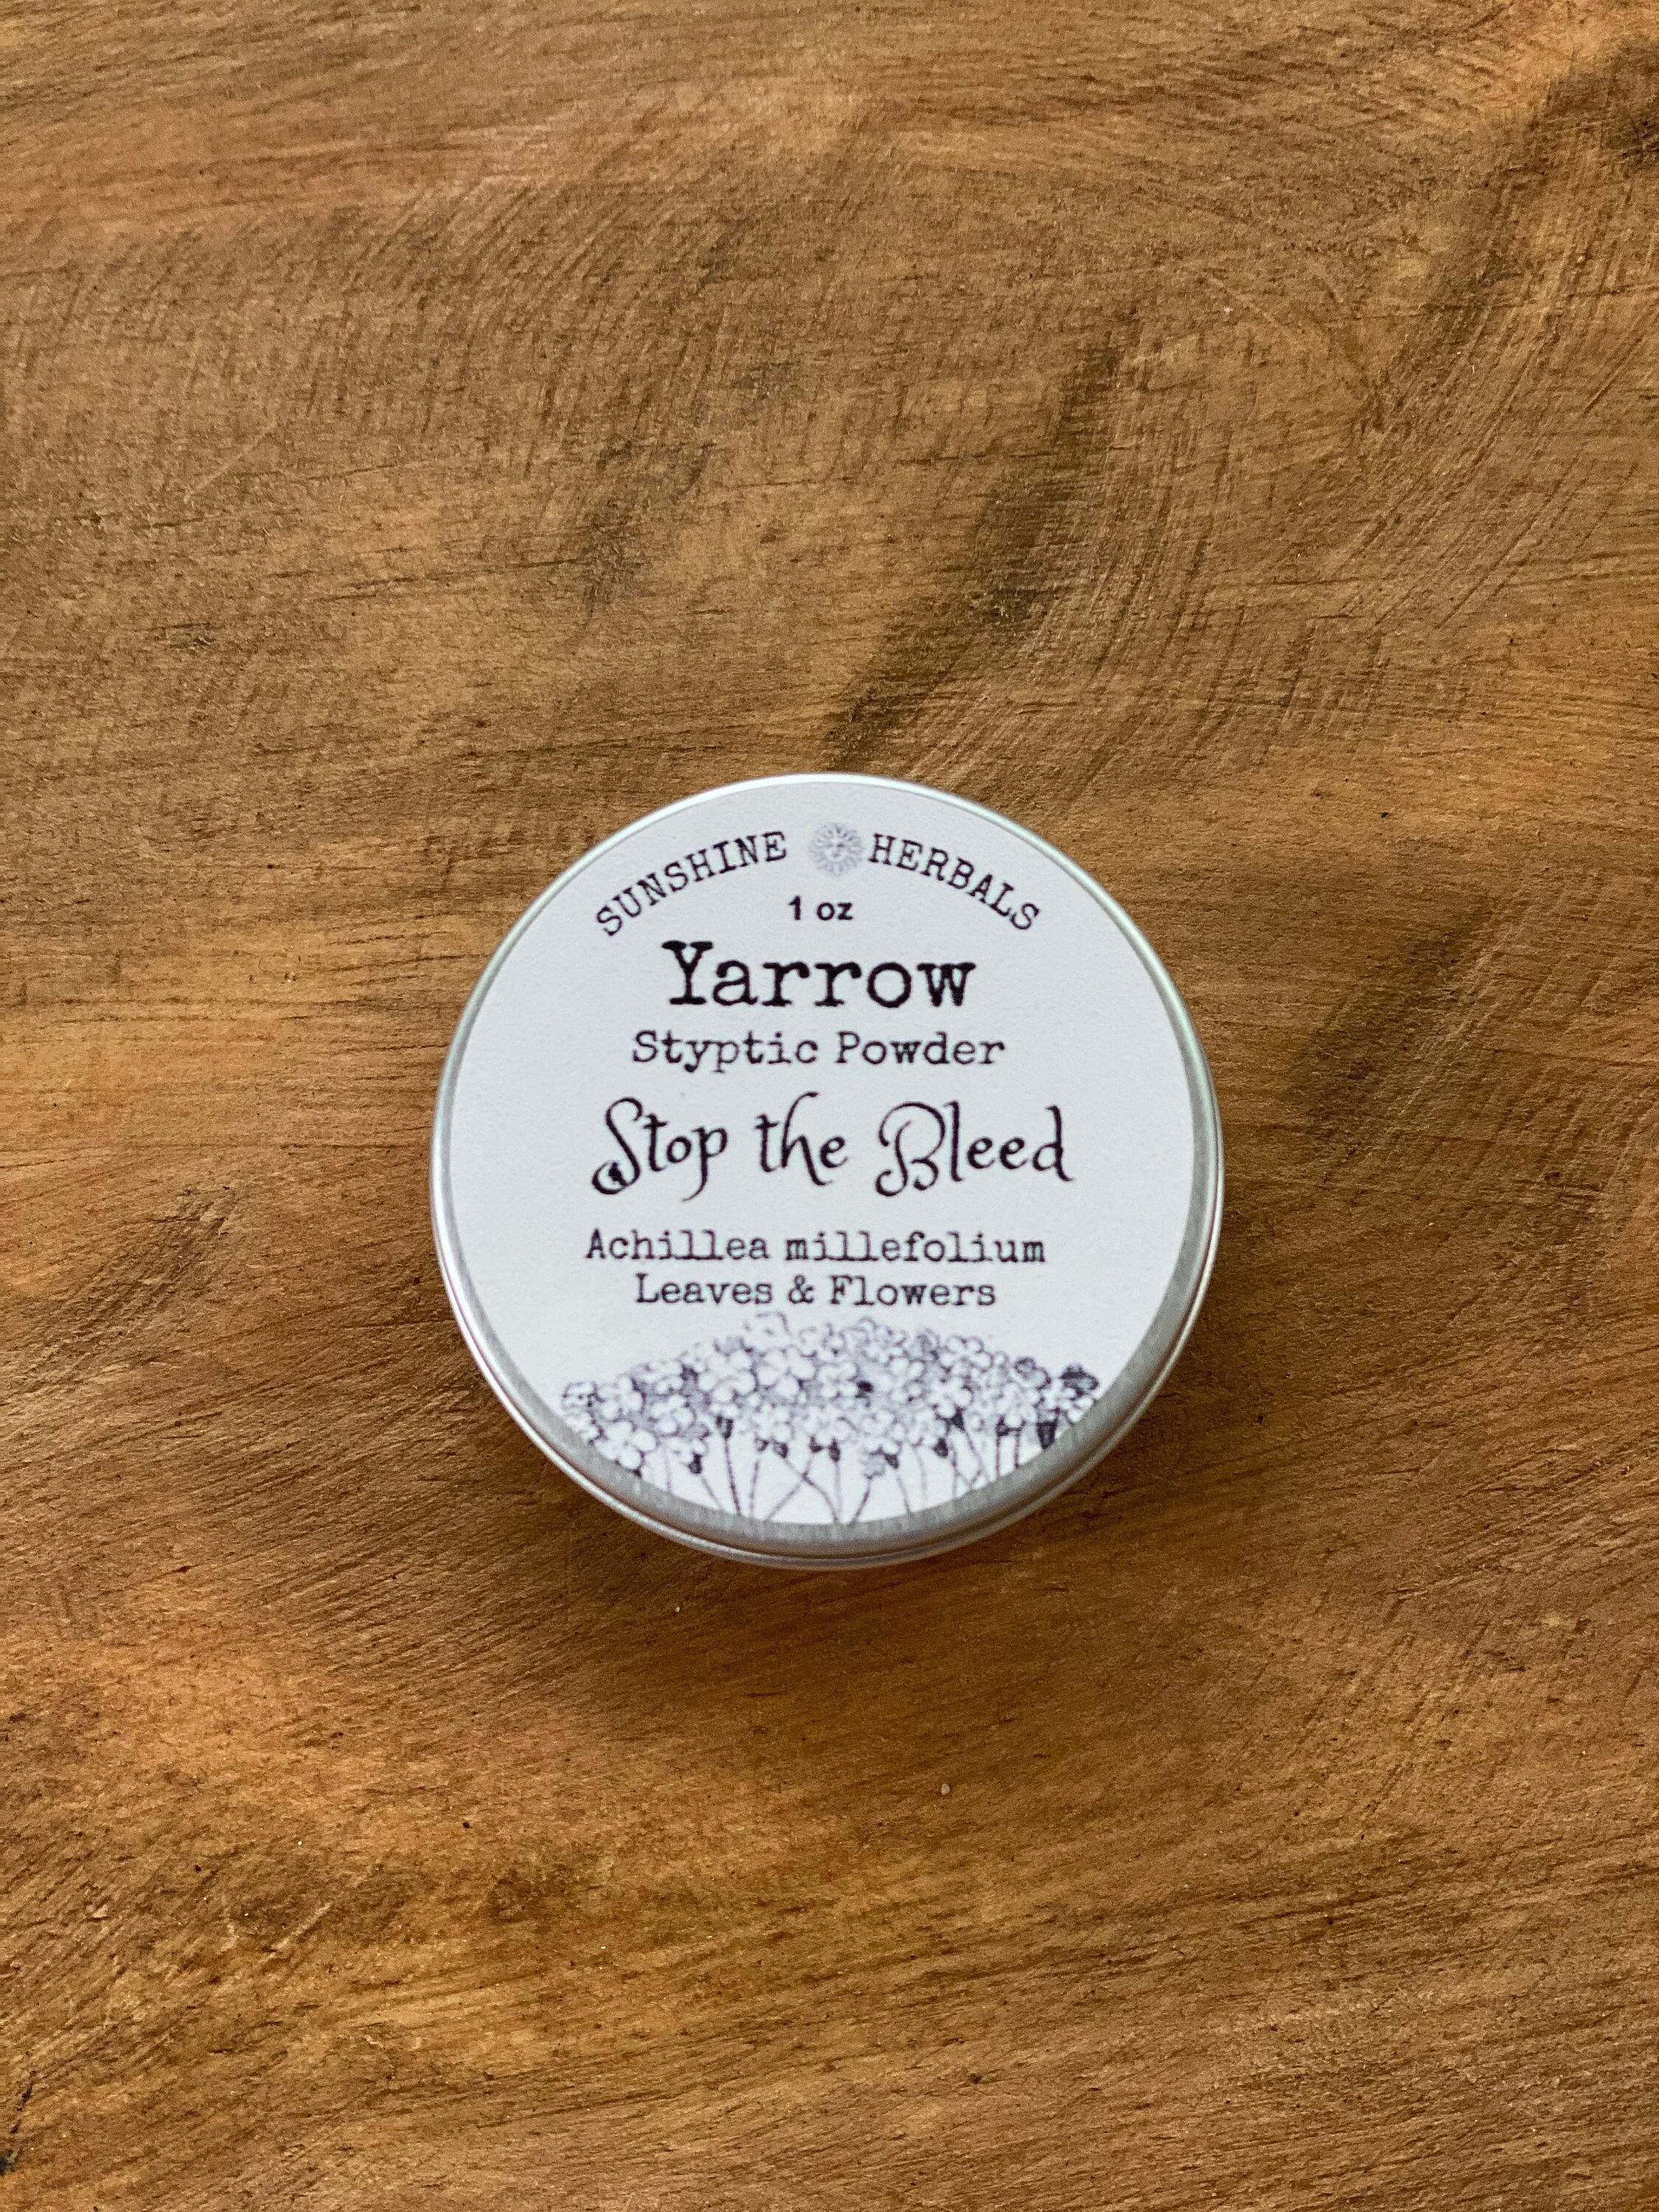 SUNSHINE HERBALS
1 oz
Yarrow
Styptic Powder
Stop the Bleed
Achillea millefolium
Leaves & Flowers